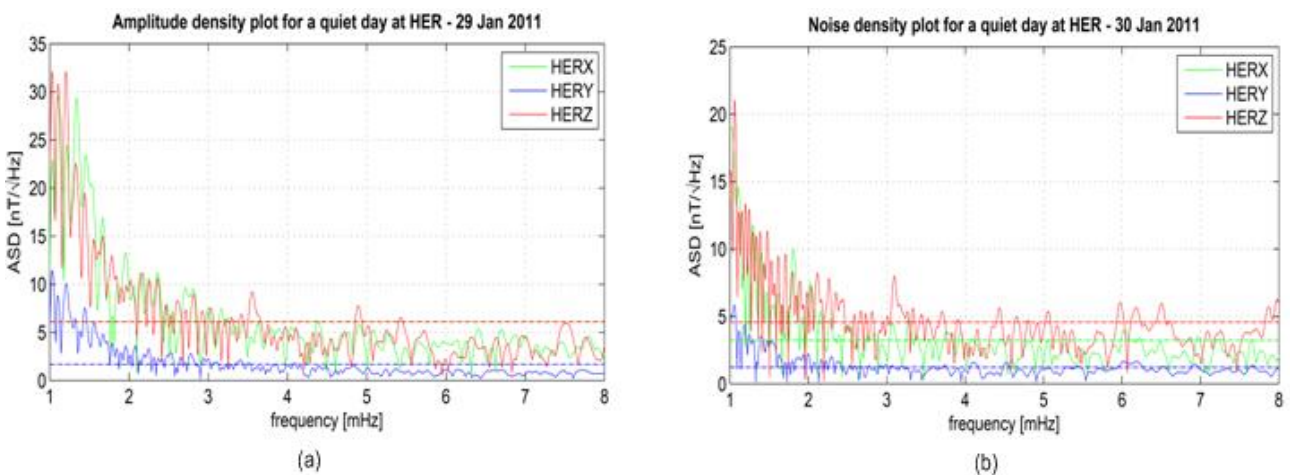 Amplitude density plot for a quiet day at HER - 29 Jan 2011
ASD [nT/√Hz]
35
30
25
20
15
10
5
0
HERX
HERY
HERZ
1 2 3 4 5 6 7 8
frequency [mHz]
(a)
Noise density plot for a quiet day at HER - 30 Jan 2011
ASD [nT/√Hz]
25
20
15
10
5
0
HERX
HERY
HERZ
1 2 3 4 5 6 7 8
frequency [mHz]
(b)